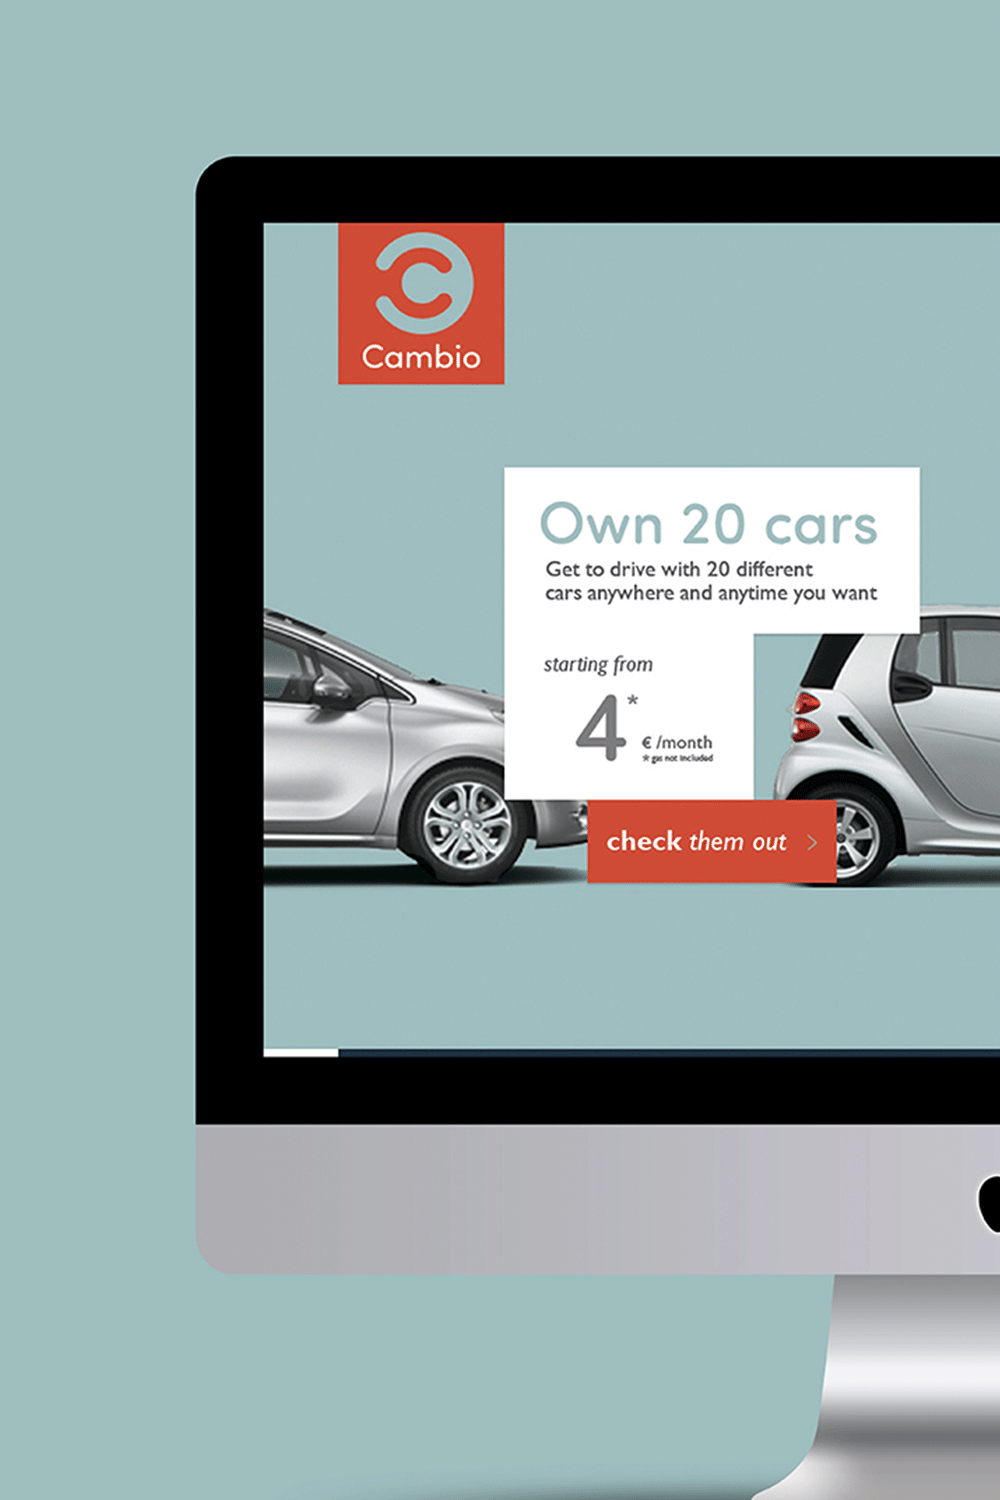 Cambio
Own 20 cars
Get to drive with 20 different
cars anywhere and anytime you want
starting from
4*
€ /month
* gas not included
check them out >